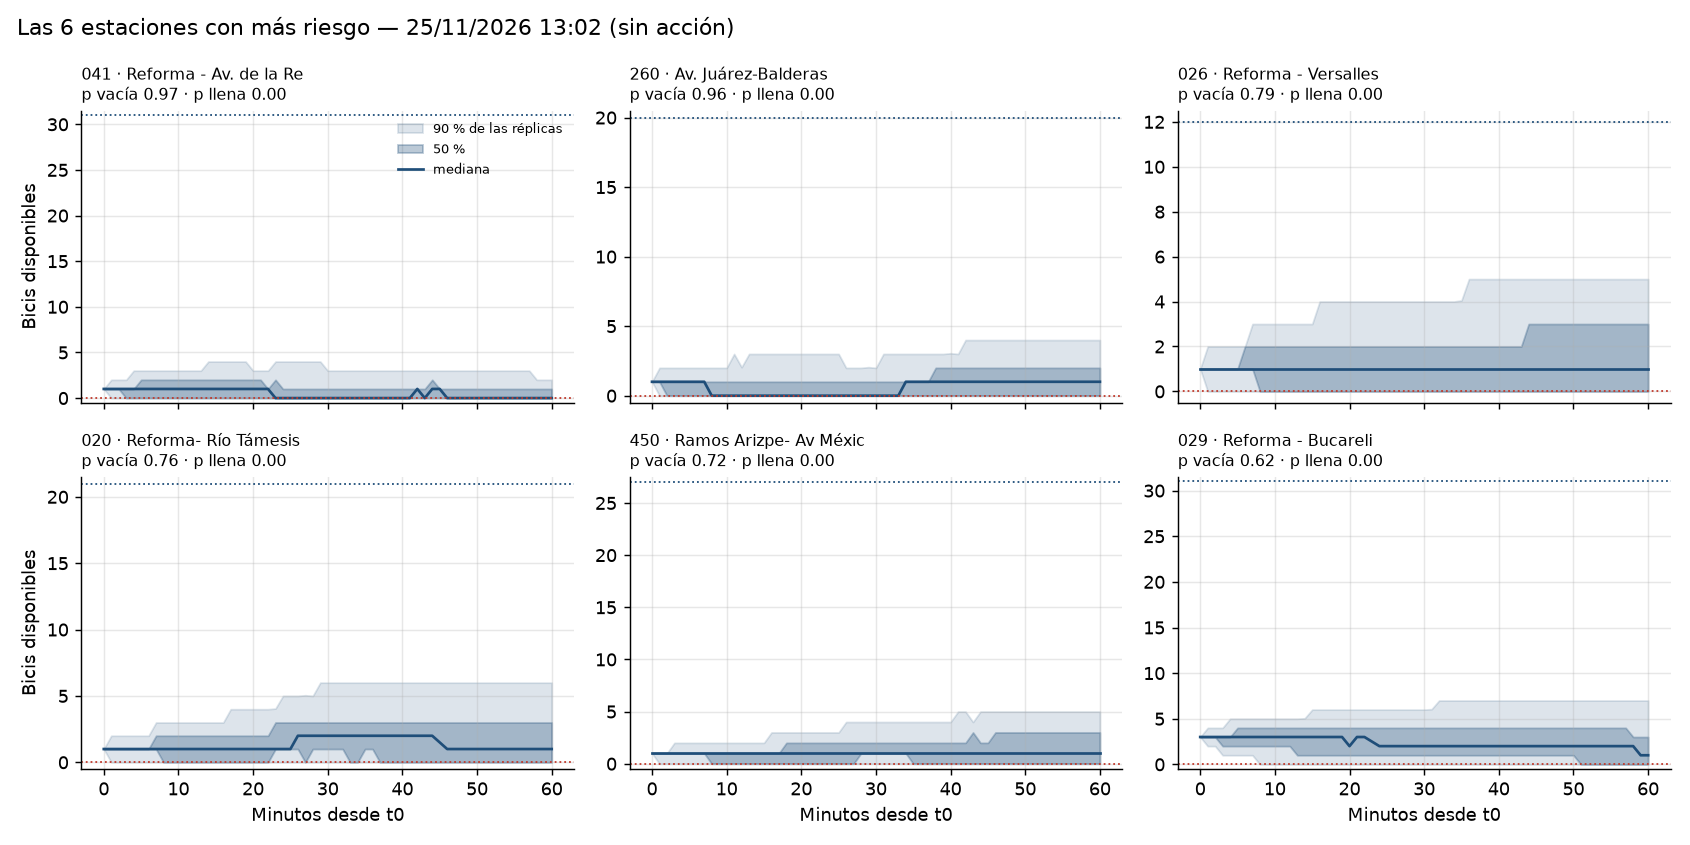 Las 6 estaciones con más riesgo — 25/11/2026 13:02 (sin acción)
041 · Reforma - Av. de la Re
p vacía 0.97 · p llena 0.00
260 · Av. Juárez-Balderas
p vacía 0.96 · p llena 0.00
026 · Reforma - Versalles
p vacía 0.79 · p llena 0.00
Bicis disponibles
30
25
20
15
10
5
0
90 % de las réplicas
50 %
mediana
20
15
10
5
0
12
10
8
6
4
2
0
020 · Reforma- Río Támesis
p vacía 0.76 · p llena 0.00
450 · Ramos Arizpe- Av Méxic
p vacía 0.72 · p llena 0.00
029 · Reforma - Bucareli
p vacía 0.62 · p llena 0.00
Bicis disponibles
20
15
10
5
0
0 10 20 30 40 50 60
Minutos desde t0
25
20
15
10
5
0
0 10 20 30 40 50 60
Minutos desde t0
30
25
20
15
10
5
0
0 10 20 30 40 50 60
Minutos desde t0